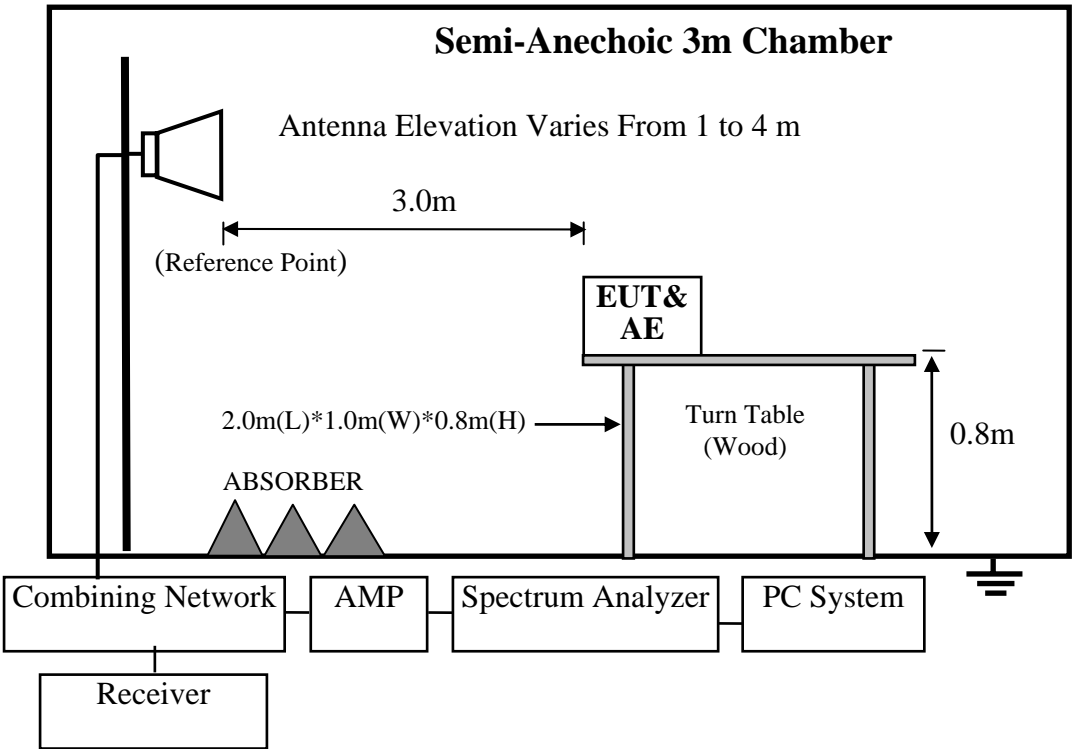 Semi-Anechoic 3m Chamber
Antenna Elevation Varies From 1 to 4 m
3.0m
(Reference Point)
EUT&
AE
2.0m(L)*1.0m(W)*0.8m(H)
Turn Table
(Wood)
0.8m
ABSORBER
Combining Network
AMP
Spectrum Analyzer
PC System
Receiver